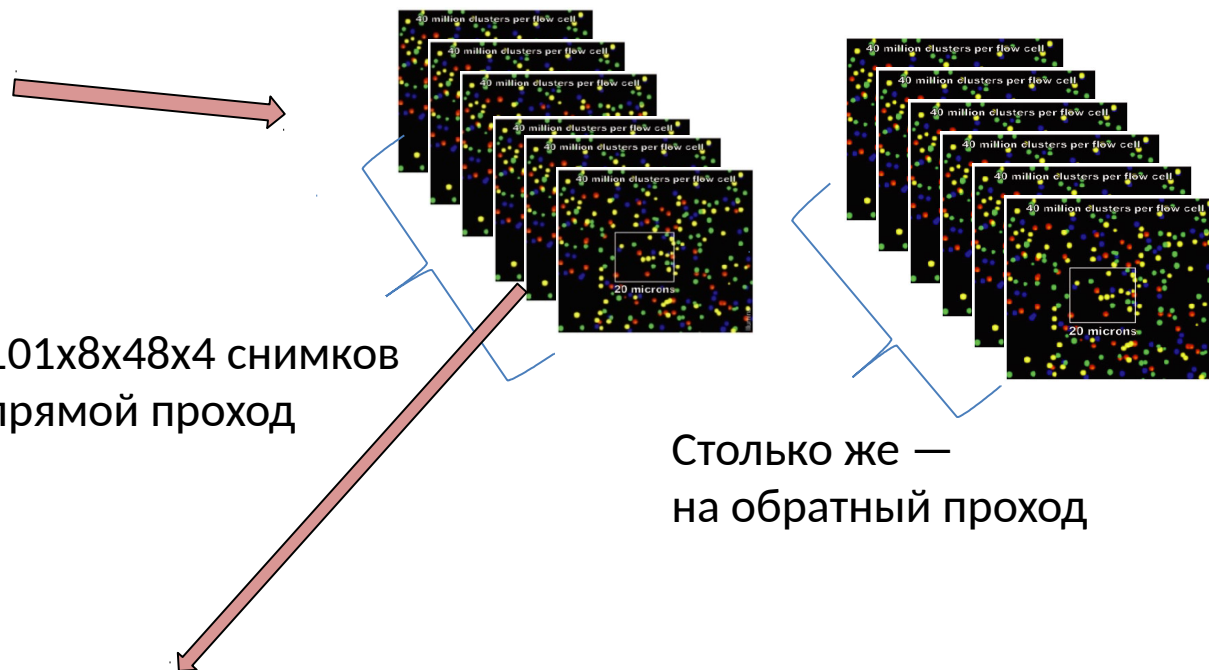 40 million clusters per flow cell
40 million clusters per flow cell
40 million clusters per flow cell
40 million clusters per flow cell
40 million clusters per flow cell
40 million clusters per flow cell
20 microns
40 million clusters per flow cell
40 million clusters per flow cell
40 million clusters per flow cell
40 million clusters per flow cell
40 million clusters per flow cell
40 million clusters per flow cell
20 microns
101x8x48x4 снимков
прямой проход
Столько же —
на обратный проход